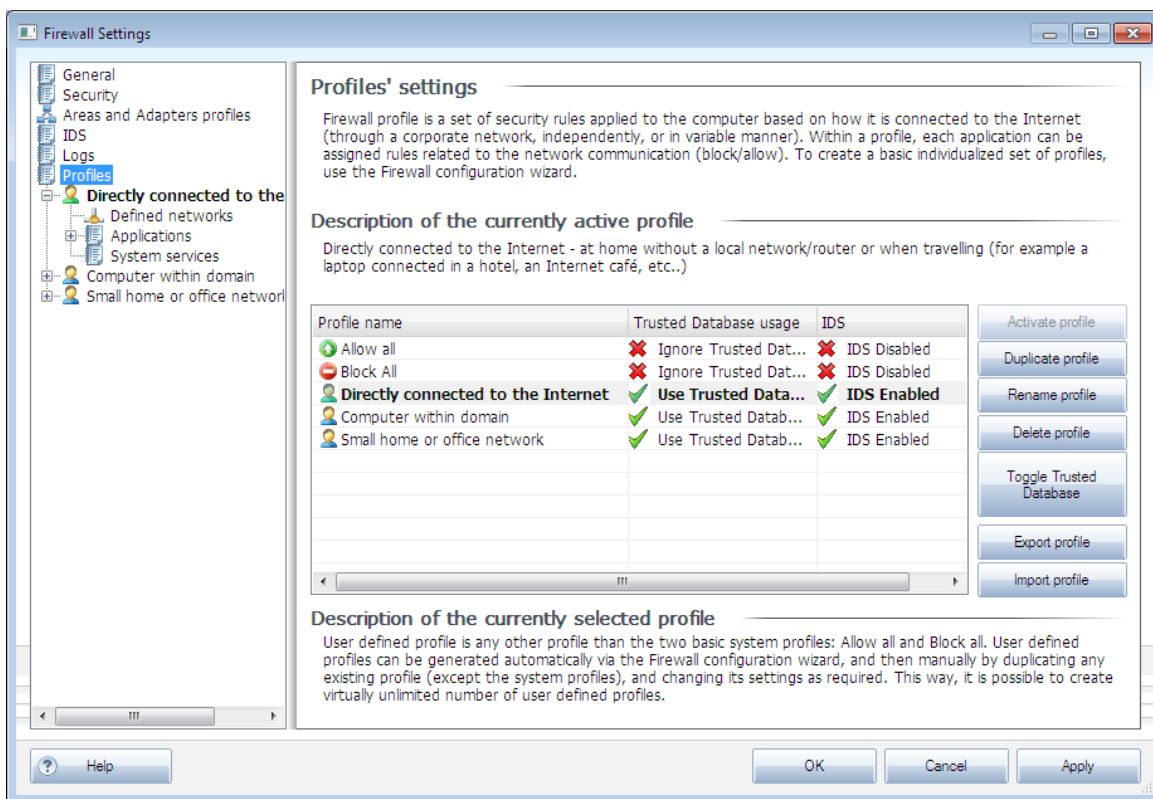 Firewall Settings
General
Security
Areas and Adapters profiles
IDS
Logs
Profiles
Directly connected to the
Defined networks
Applications
System services
Computer within domain
Small home or office network
Profiles' settings
Firewall profile is a set of security rules applied to the computer based on how it is connected to the Internet
(through a corporate network, independently, or in variable manner). Within a profile, each application can be
assigned rules related to the network communication (block/allow). To create a basic individualized set of profiles,
use the Firewall configuration wizard.
Description of the currently active profile
Directly connected to the Internet - at home without a local network/router or when travelling (for example a
laptop connected in a hotel, an Internet café, etc..)
Profile name Trusted Database usage IDS
Allow all Ignore Trusted Dat... IDS Disabled
Block All Ignore Trusted Dat... IDS Disabled
Directly connected to the Internet Use Trusted Data... IDS Enabled
Computer within domain Use Trusted Datab... IDS Enabled
Small home or office network Use Trusted Datab... IDS Enabled
Activate profile
Duplicate profile
Rename profile
Delete profile
Toggle Trusted
Database
Export profile
Import profile
Description of the currently selected profile
User defined profile is any other profile than the two basic system profiles: Allow all and Block all. User defined
profiles can be generated automatically via the Firewall configuration wizard, and then manually by duplicating any
existing profile (except the system profiles), and changing its settings as required. This way, it is possible to create
virtually unlimited number of user defined profiles.
Help
OK
Cancel
Apply